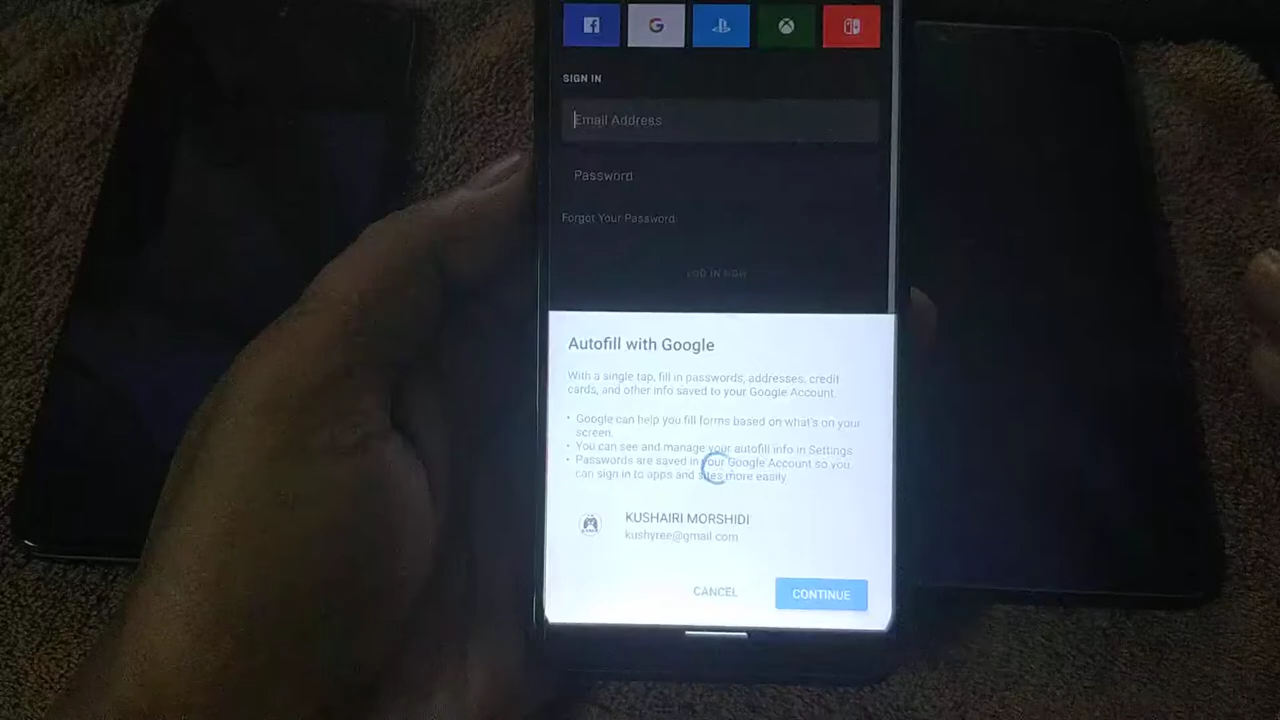 SIGN IN
Email Address
Password
Forgot Your Password
LOG IN NOW
Autofill with Google
With a single tap, fill in passwords, addresses, credit
cards, and other info saved to your Google Account.
• Google can help you fill forms based on what's on your
screen.
• You can see and manage your autofill info in Settings
• Passwords are saved in your Google Account so you
can sign in to apps and sites more easily
KUSHAIRI MORSHIDI
kushyree@gmail.com
CANCEL
CONTINUE